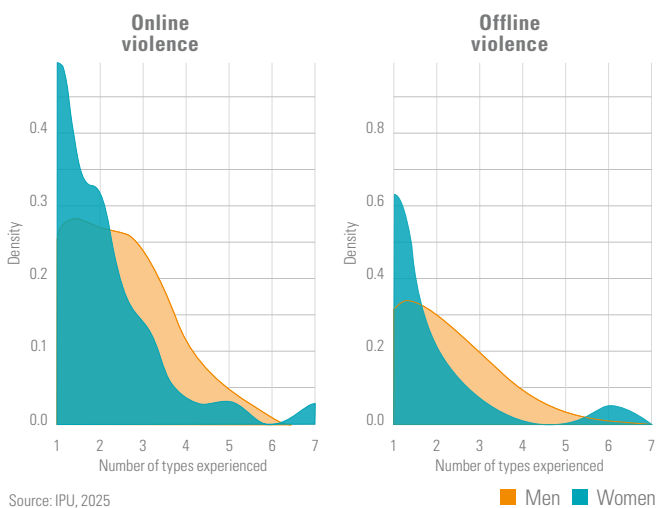 Online
violence
Offline
violence
Density
0.4
0.3
0.2
0.1
0.0
1 2 3 4 5 6 7
Number of types experienced
Density
0.8
0.6
0.4
0.2
0.0
1 2 3 4 5 6 7
Number of types experienced
Source: IPU, 2025
Men Women